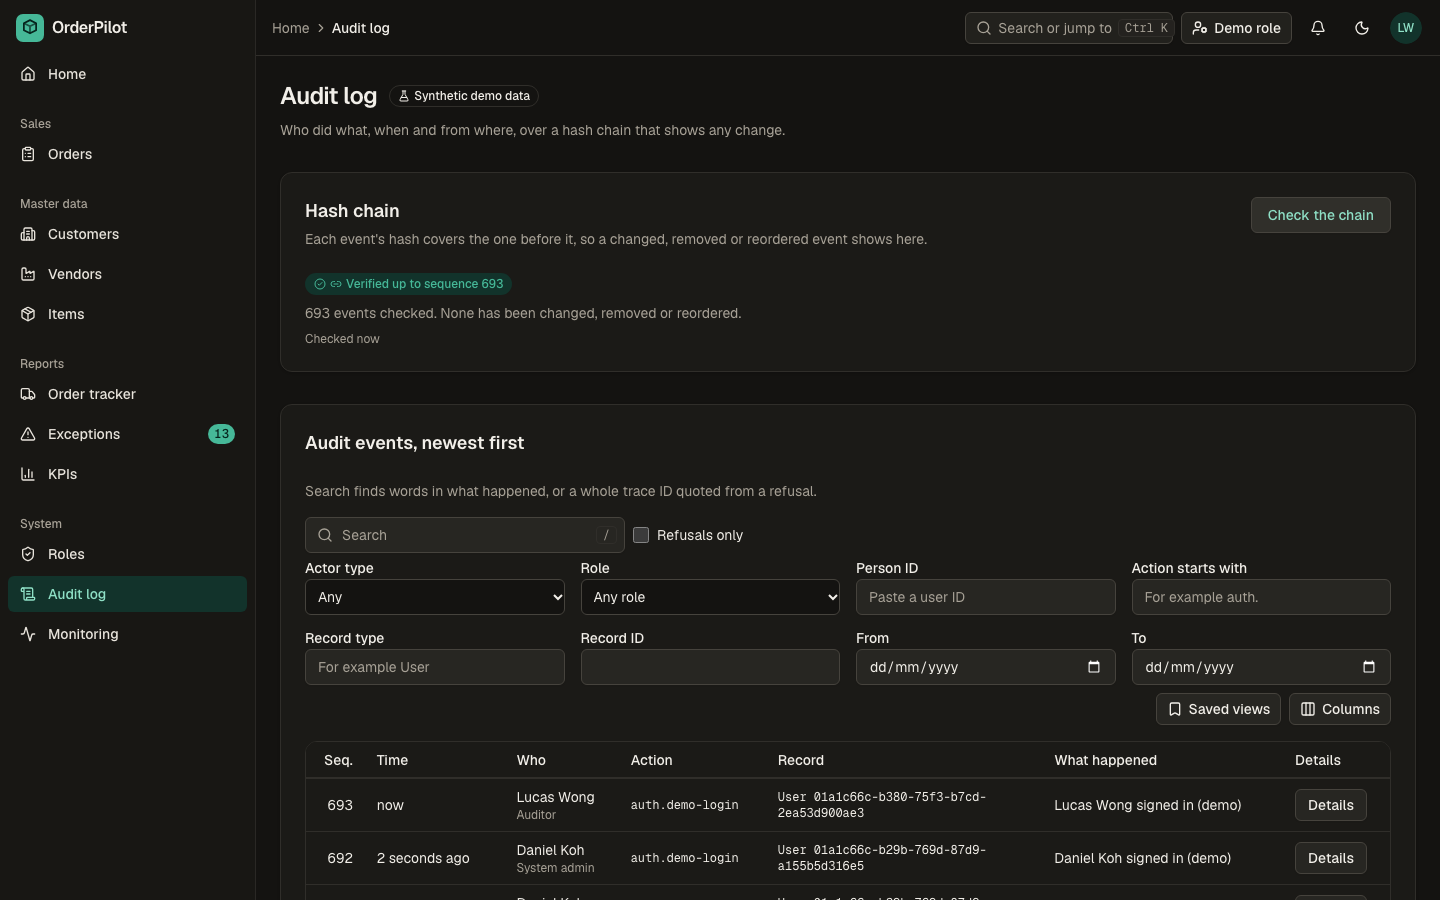 OrderPilot
Home
Sales
Orders
Master data
Customers
Vendors
Items
Reports
Order tracker
Exceptions 13
KPIs
System
Roles
Audit log
Monitoring
Home > Audit log
Search or jump to Ctrl K
Demo role
LW
Audit log
Synthetic demo data
Who did what, when and from where, over a hash chain that shows any change.
Hash chain
Check the chain
Each event's hash covers the one before it, so a changed, removed or reordered event shows here.
Verified up to sequence 693
693 events checked. None has been changed, removed or reordered.
Checked now
Audit events, newest first
Search finds words in what happened, or a whole trace ID quoted from a refusal.
Search /
Refusals only
Actor type Role Person ID Action starts with
Any Any role Paste a user ID For example auth.
Record type Record ID From To
For example User dd/mm/yyyy dd/mm/yyyy
Saved views Columns
Seq. Time Who Action Record What happened Details
693 now Lucas Wong Auditor auth.demo-login User 01a1c66c-b380-75f3-b7cd-2ea53d900ae3 Lucas Wong signed in (demo) Details
692 2 seconds ago Daniel Koh System admin auth.demo-login User 01a1c66c-b29b-769d-87d9-a155b5d316e5 Daniel Koh signed in (demo) Details